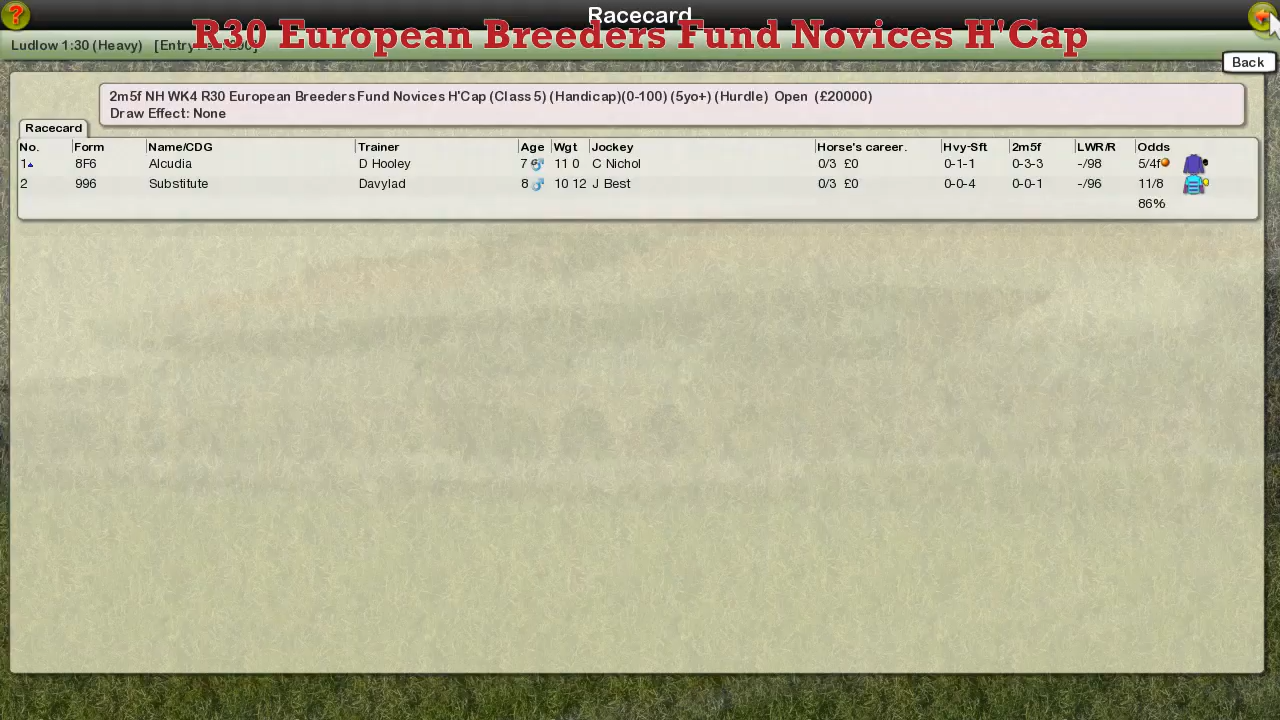 Racecard
R30 European Breeders Fund Novices H'Cap
Ludlow 1:30 (Heavy) [Entry
Back
2m5f NH WK4 R30 European Breeders Fund Novices H'Cap (Class 5) (Handicap)(0-100) (5yo+) (Hurdle) Open (£20000)
Draw Effect: None
Racecard
No. Form Name/CDG Trainer Age Wgt Jockey Horse's career. Hvy-Sft 2m5f LWR/R Odds
1 8F6 Alcudia D Hooley 7 11 0 C Nichol 0/3 £0 0-1-1 0-3-3 -/98 5/4f
2 996 Substitute Davylad 8 10 12 J Best 0/3 £0 0-0-4 0-0-1 -/96 11/8
86%